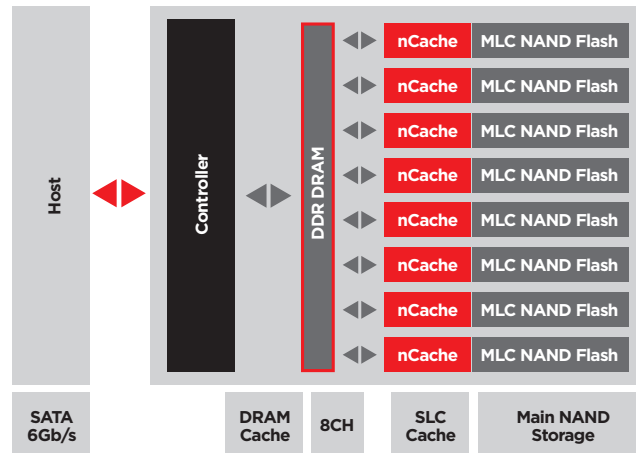 Host
Controller
DDR DRAM
nCache MLC NAND Flash
nCache MLC NAND Flash
nCache MLC NAND Flash
nCache MLC NAND Flash
nCache MLC NAND Flash
nCache MLC NAND Flash
nCache MLC NAND Flash
nCache MLC NAND Flash
SATA
6Gb/s
DRAM
Cache
8CH
SLC
Cache
Main NAND
Storage